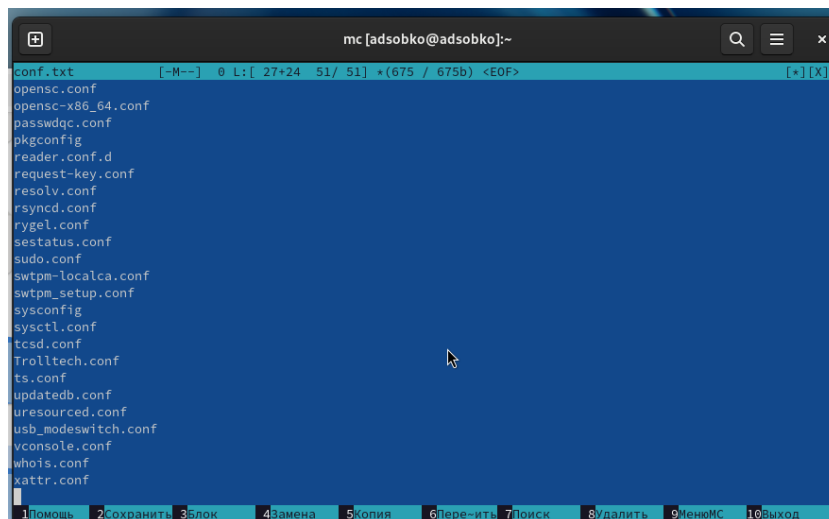 mc [adsobko@adsobko]:~
conf.txt [-M--] 0 L:[ 27+24 51/ 51] *(675 / 675b) <EOF> [*][X]
opensc.conf
opensc-x86_64.conf
passwdqc.conf
pkgconfig
reader.conf.d
request-key.conf
resolv.conf
rsyncd.conf
rygel.conf
sestatus.conf
sudo.conf
swtpm-localca.conf
swtpm_setup.conf
sysconfig
sysctl.conf
tcsd.conf
Trolltech.conf
ts.conf
updatedb.conf
uresourced.conf
usb_modeswitch.conf
vconsole.conf
whois.conf
xattr.conf
1Помощь 2Сохранить 3Блок 4Замена 5Копия 6Пере~ить 7Поиск 8Удалить 9МенюMC 10Выход